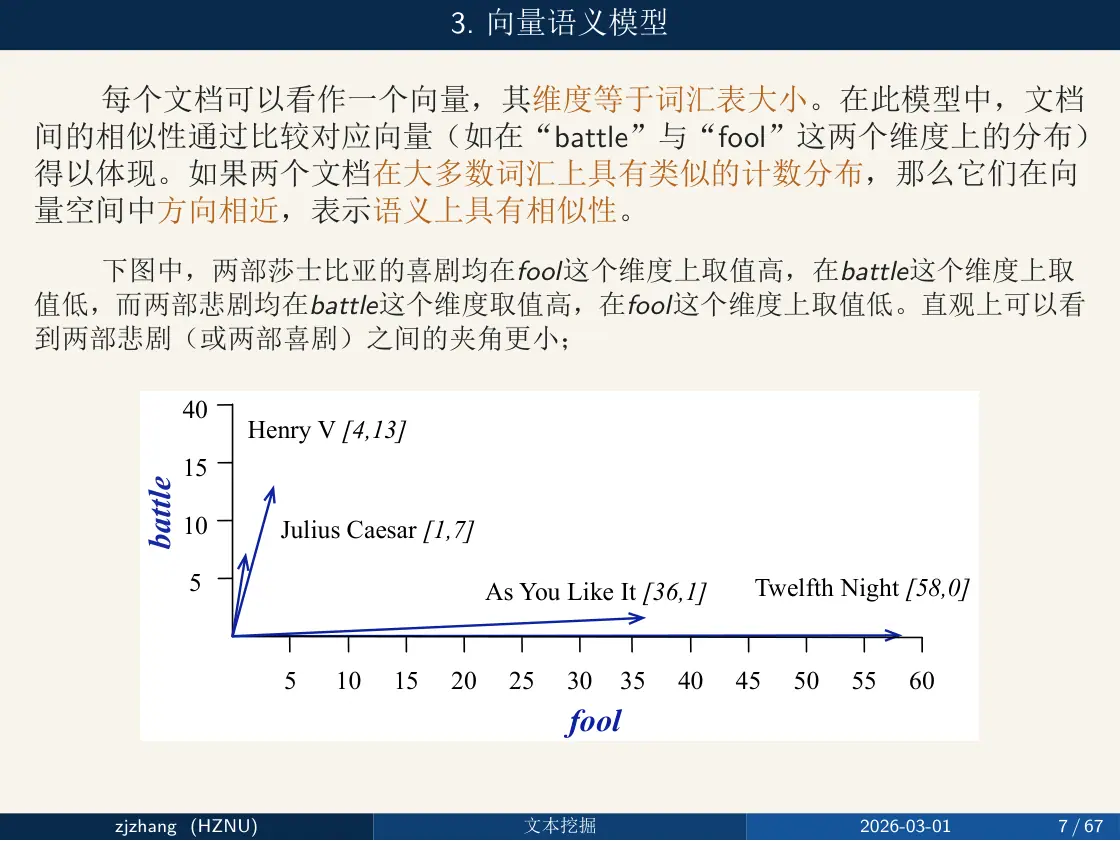 3. 向量语义模型
每个文档可以看作一个向量，其维度等于词汇表大小。在此模型中，文档
间的相似性通过比较对应向量（如在“battle”与“fool”这两个维度上的分布）
得以体现。如果两个文档在大多数词汇上具有类似的计数分布，那么它们在向
量空间中方向相近，表示语义上具有相似性。
下图中，两部莎士比亚的喜剧均在fool这个维度上取值高，在battle这个维度上取
值低，而两部悲剧均在battle这个维度取值高，在fool这个维度上取值低。直观上可以看
到两部悲剧（或两部喜剧）之间的夹角更小；
40
Henry V [4,13]
15
battle
10
Julius Caesar [1,7]
5
As You Like It [36,1]
Twelfth Night [58,0]
5 10 15 20 25 30 35 40 45 50 55 60
fool
zjzhang (HZNU) 文本挖掘 2026-03-01 7 / 67